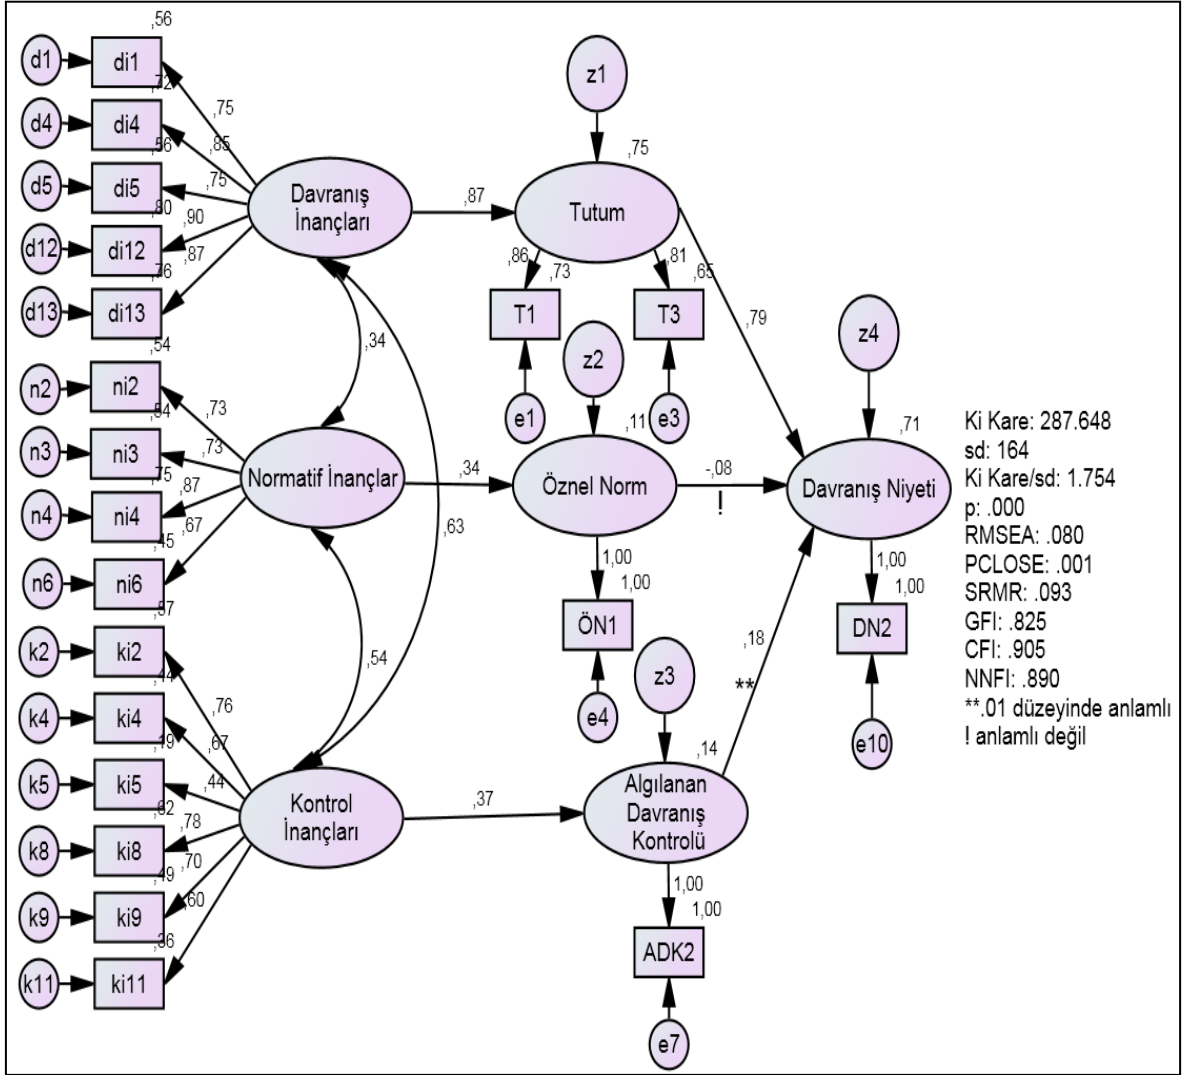 ,56
d1
di1
,72
,75
d4
di4
,85
,56
d5
di5
,75
,80
d12
di12
,90
,76
d13
di13
,87
Davranış
İnançları
,87
z1
,75
Tutum
,86
,73
T1
e1
,81
,65
T3
e3
,79
,34
,54
n2
ni2
,73
,54
n3
ni3
,73
,75
n4
ni4
,87
,45
n6
ni6
,67
Normatif İnançlar
,34
z2
,11
Öznel Norm
-,08
!
1,00
1,00
ÖN1
e4
,63
,54
,57
k2
ki2
,76
,44
k4
ki4
,67
,19
k5
ki5
,44
,62
k8
ki8
,78
,49
k9
ki9
,70
,36
k11
ki11
,60
Kontrol
İnançları
,37
z3
,14
Algılanan
Davranış
Kontrolü
1,00
1,00
ADK2
e7
,18
**
z4
,71
Davranış Niyeti
1,00
1,00
DN2
e10
Ki Kare: 287.648
sd: 164
Ki Kare/sd: 1.754
p: .000
RMSEA: .080
PCLOSE: .001
SRMR: .093
GFI: .825
CFI: .905
NNFI: .890
**.01 düzeyinde anlamlı
! anlamlı değil